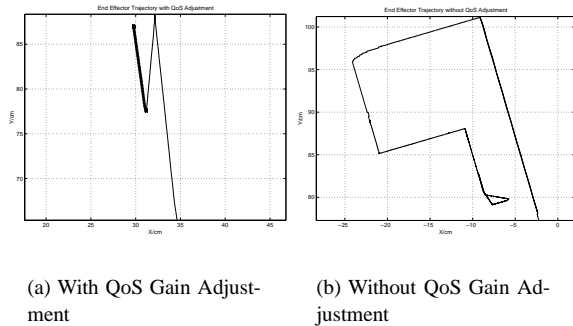 End Effector Trajectory with QoS Adjustment
85
80
75
70
Y/cm
20
25
30
35
40
45
X/cm
End Effector Trajectory without QoS Adjustment
100
95
90
85
80
Y/cm
−25
−20
−15
−10
−5
0
X/cm
(a) With QoS Gain Adjust-
ment
(b) Without QoS Gain Ad-
justment